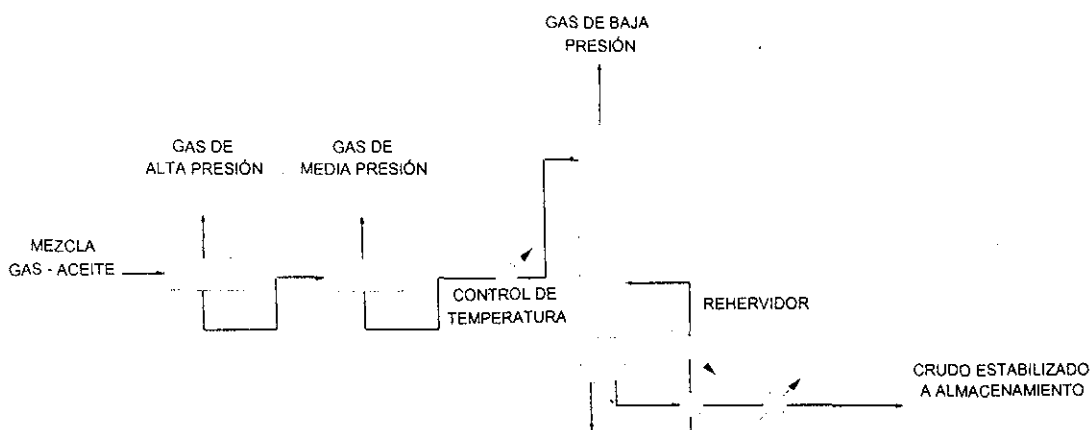 GAS DE BAJA
PRESIÓN
GAS DE
ALTA PRESIÓN
GAS DE
MEDIA PRESIÓN
MEZCLA
GAS - ACEITE
CONTROL DE
TEMPERATURA
REHERVIDOR
CRUDO ESTABILIZADO
A ALMACENAMIENTO